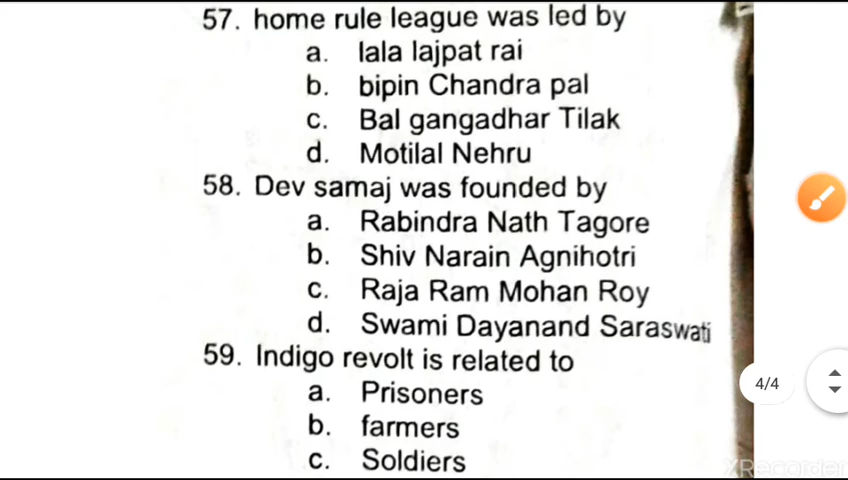 57. home rule league was led by
a. lala lajpat rai
b. bipin Chandra pal
c. Bal gangadhar Tilak
d. Motilal Nehru
58. Dev samaj was founded by
a. Rabindra Nath Tagore
b. Shiv Narain Agnihotri
c. Raja Ram Mohan Roy
d. Swami Dayanand Saraswati
59. Indigo revolt is related to
a. Prisoners
b. farmers
4/4
c. Soldiers
XRecorder